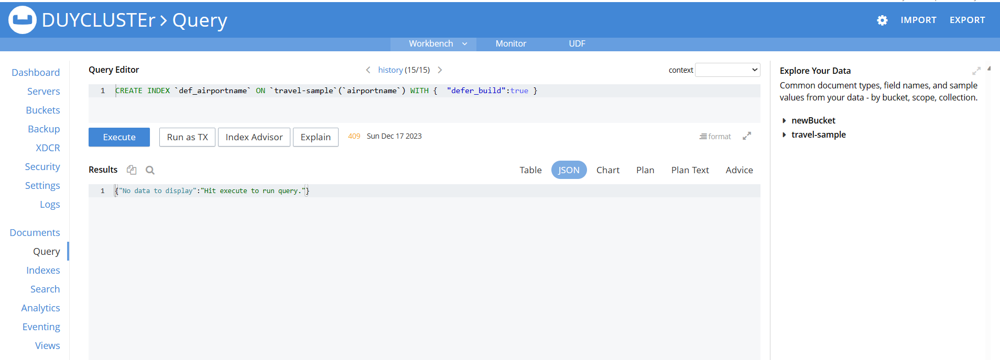 DUYCLUSTEr > Query
IMPORT EXPORT
Workbench Monitor UDF
Dashboard
Servers
Buckets
Backup
XDCR
Security
Settings
Logs
Documents
Query
Indexes
Search
Analytics
Eventing
Views
Query Editor
history (15/15)
context
1 CREATE INDEX `def_airportname` ON `travel-sample`(`airportname`) WITH {  "defer_build":true }
Execute Run as TX Index Advisor Explain 409 Sun Dec 17 2023 format
Results Table JSON Chart Plan Plan Text Advice
1 {"No data to display":"Hit execute to run query."}
Explore Your Data
Common document types, field names, and sample
values from your data - by bucket, scope, collection.
newBucket
travel-sample